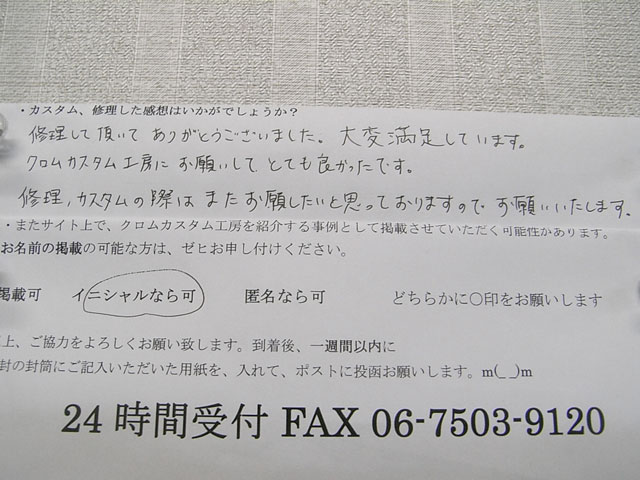 ・カスタム、修理した感想はいかがでしょうか？
修理して頂いて ありがとうございました。大変満足しています。
クロムカスタム工房に お願いして、とても良かったです。
修理、カスタムの際は また お願したいと思っておりますので お願いいたします。
・またサイト上で、クロムカスタム工房を紹介する事例として掲載させていただく可能性があります。
お名前の掲載の可能な方は、ゼヒお申し付けください。
掲載可 イニシャルなら可 匿名なら可 どちらかに○印をお願いします
上、ご協力をよろしくお願い致します。到着後、一週間以内に
封の封筒にご記入いただいた用紙を、入れて、ポストに投函お願します。m(_ _)m
24 時間受付 FAX 06-7503-9120